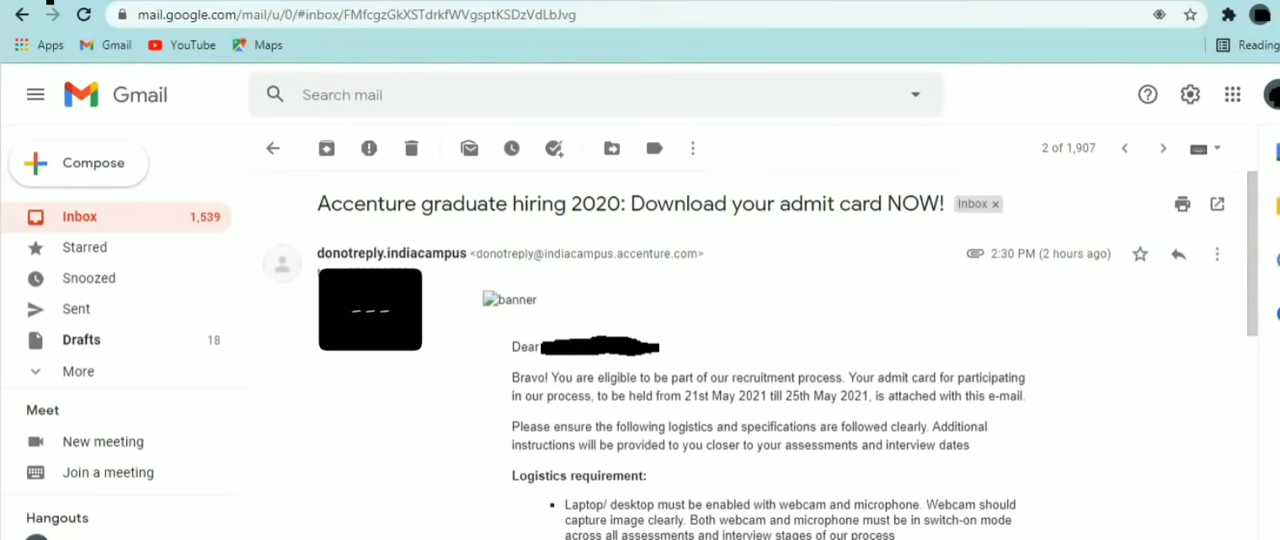 mail.google.com/mail/u/0/#inbox/FMfcgzGkXSTdrkfWVgsptKSDzVdLbJvg
Apps Gmail YouTube Maps Reading
Gmail Search mail
2 of 1,907
Compose
Accenture graduate hiring 2020: Download your admit card NOW! Inbox x
Inbox 1,539
Starred
donotreply.indiacampus <donotreply@indiacampus.accenture.com> 2:30 PM (2 hours ago)
Snoozed
banner
Sent
Drafts 18
Dear
More
Bravo! You are eligible to be part of our recruitment process. Your admit card for participating
in our process, to be held from 21st May 2021 till 25th May 2021, is attached with this e-mail.
Meet
Please ensure the following logistics and specifications are followed clearly. Additional
instructions will be provided to you closer to your assessments and interview dates
New meeting
Join a meeting
Logistics requirement:
Laptop/ desktop must be enabled with webcam and microphone. Webcam should
capture image clearly. Both webcam and microphone must be in switch-on mode
across all assessments and interview stages of our process
Hangouts